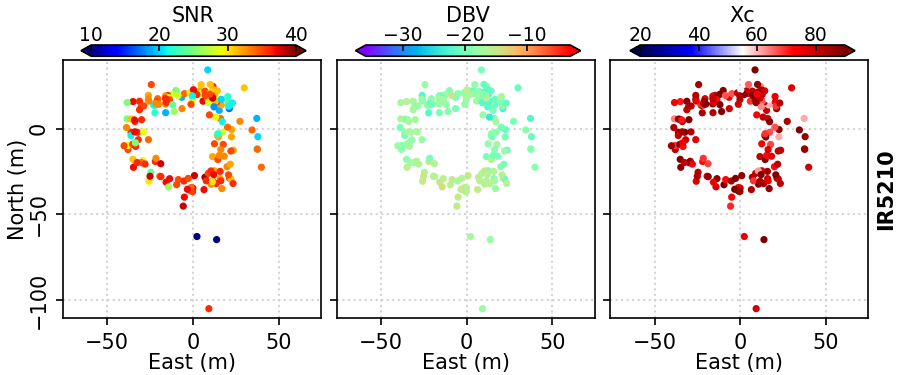 SNR DBV Xc
10 20 30 40 −30 −20 −10 20 40 60 80
North (m)
0
−50
−100
−50 0 50 −50 0 50 −50 0 50
East (m) East (m) East (m)
IR5210